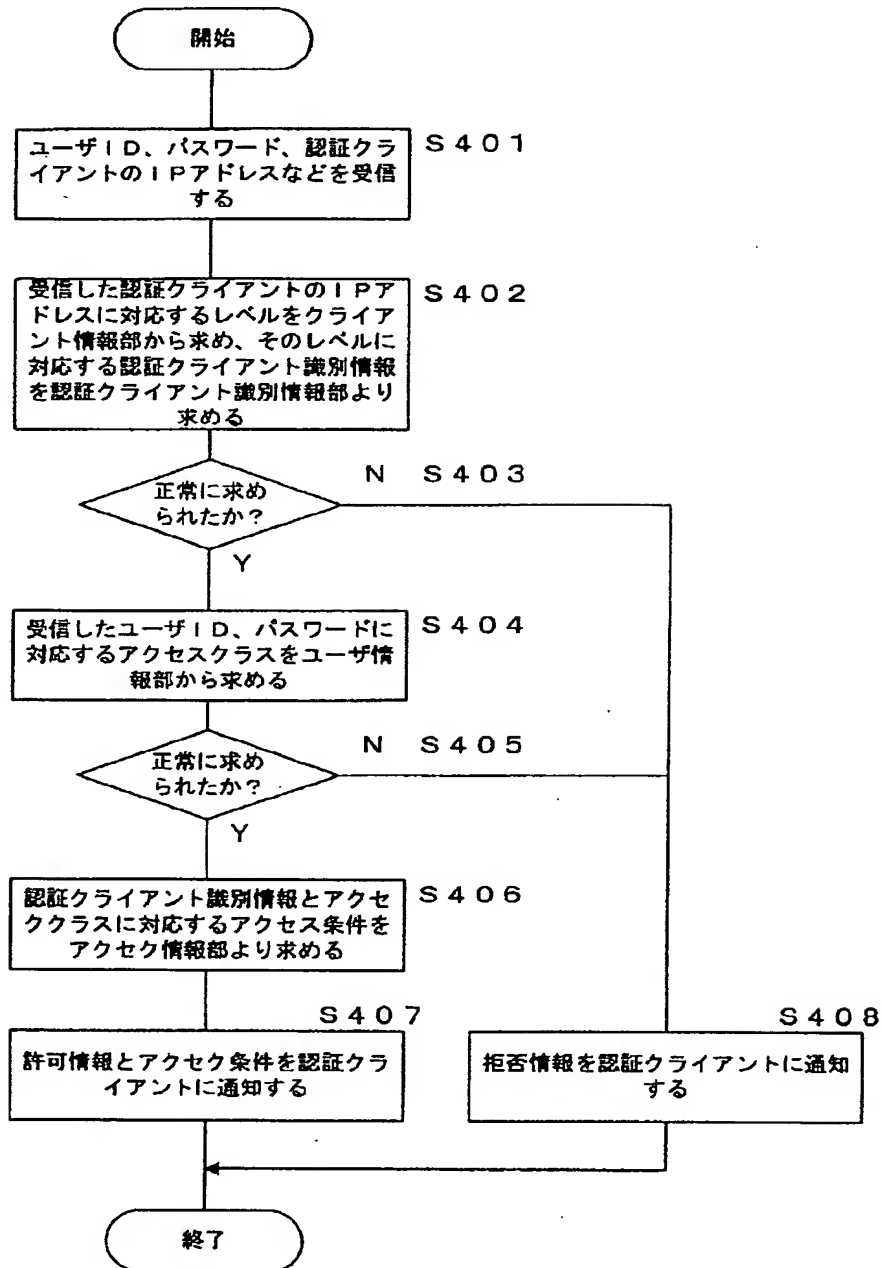 開始
ユーザＩＤ、パスワード、認証クラ
イアントのＩＰアドレスなどを受信
する
Ｓ４０１
受信した認証クライアントのＩＰア
ドレスに対応するレベルをクライア
ント情報部から求め、そのレベルに
対応する認証クライアント識別情報
を認証クライアント識別情報部より
求める
Ｓ４０２
正常に求め
られたか？
Ｎ Ｓ４０３
Ｙ
受信したユーザＩＤ、パスワードに
対応するアクセスクラスをユーザ情
報部から求める
Ｓ４０４
正常に求め
られたか？
Ｎ Ｓ４０５
Ｙ
認証クライアント識別情報とアクセ
ククラスに対応するアクセス条件を
アクセク情報部より求める
Ｓ４０６
Ｓ４０７
許可情報とアクセク条件を認証クラ
イアントに通知する
Ｓ４０８
拒否情報を認証クライアントに通知
する
終了